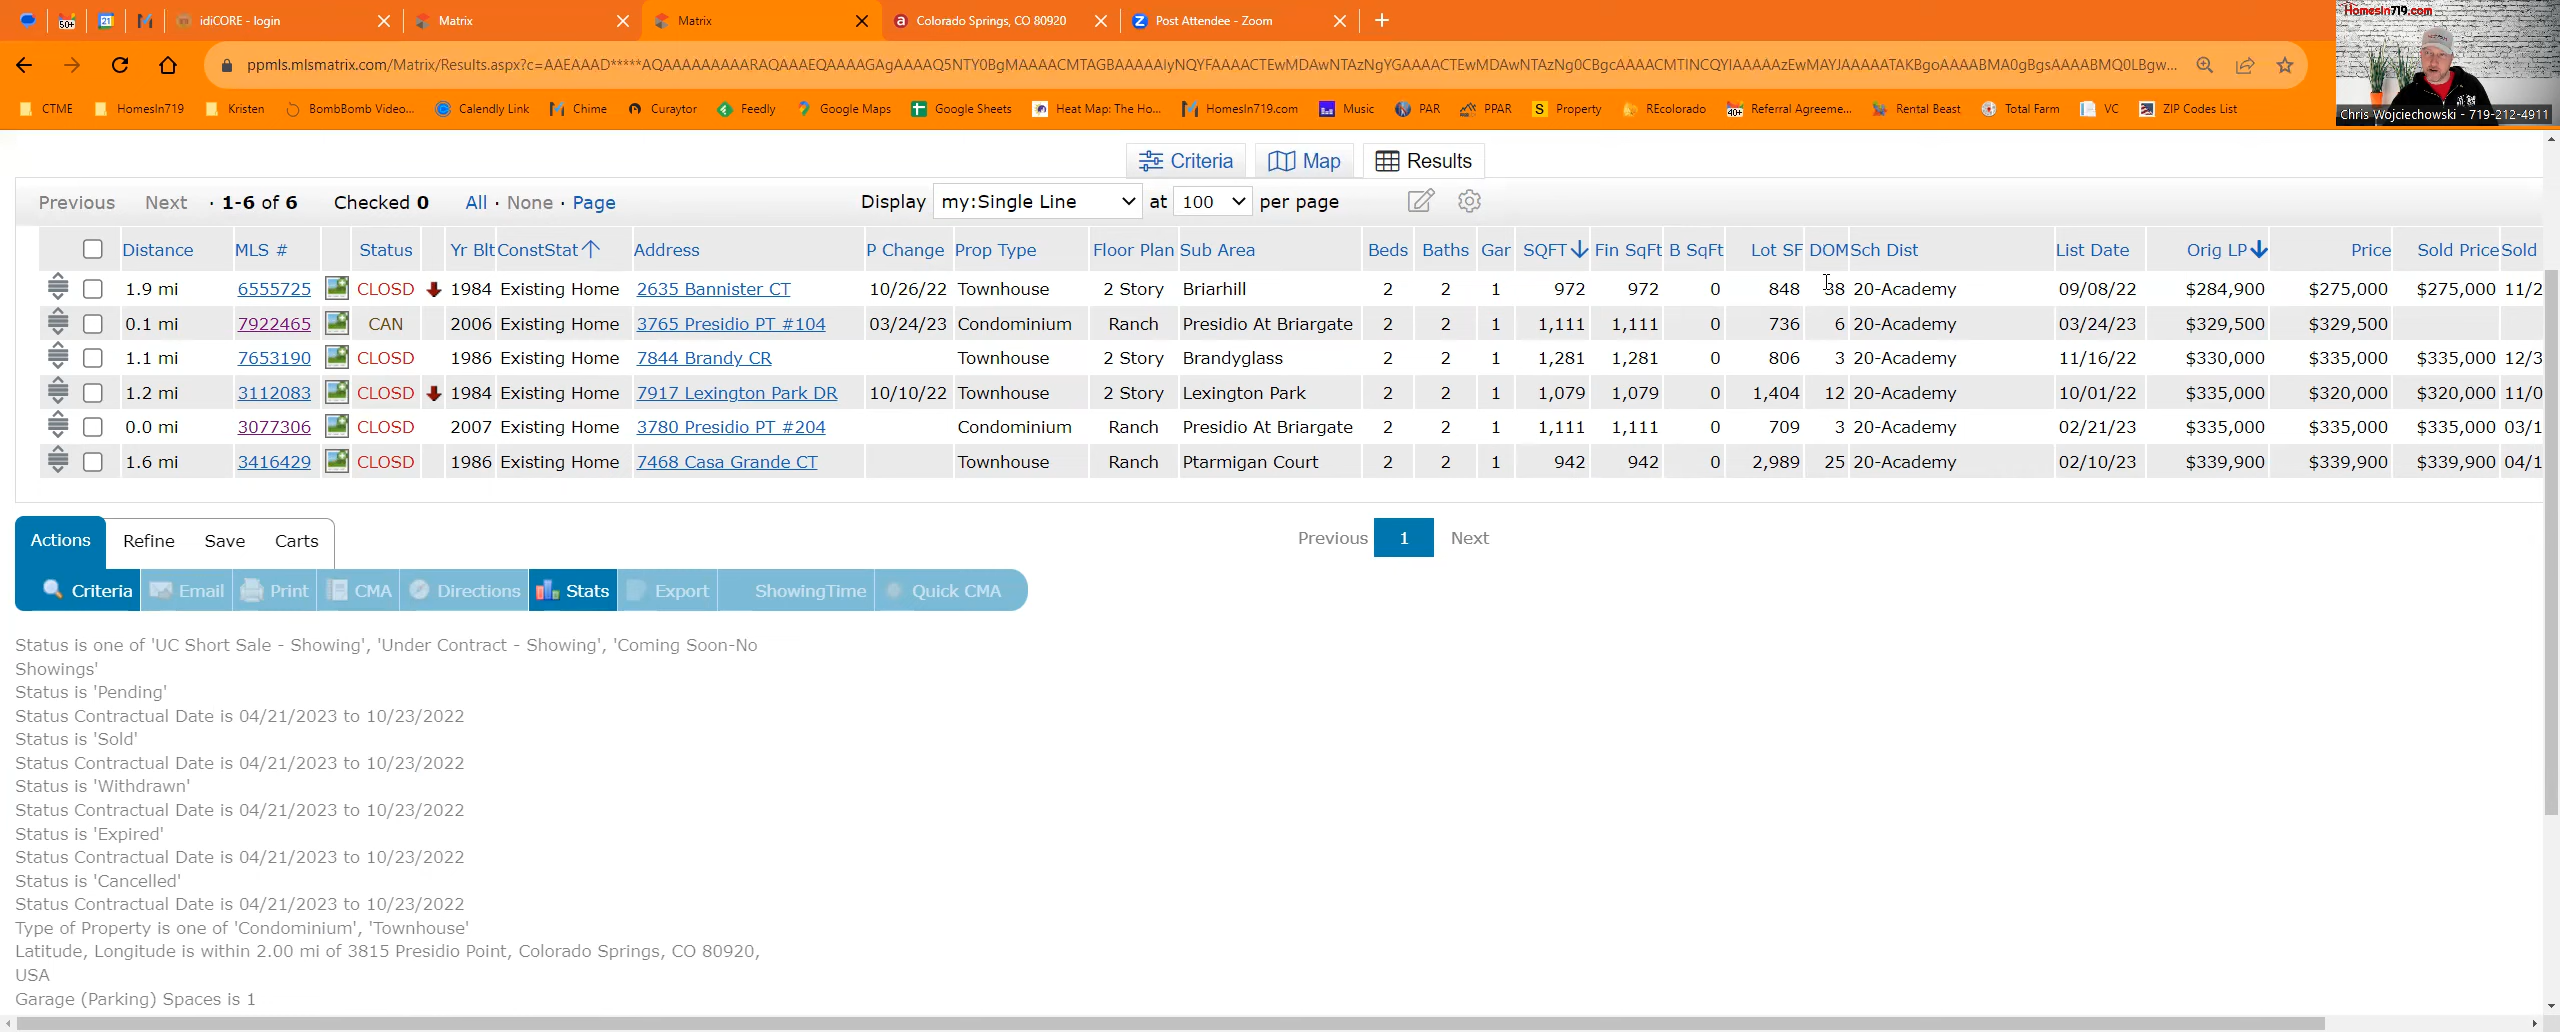 50+
21
idiCORE - login
Matrix
Matrix
Colorado Springs, CO 80920
Post Attendee - Zoom
HomesIn719.com
ppmls.mlsmatrix.com/Matrix/Results.aspx?c=AAEAAAD*****AQAAAAAAAAARAQAAAEQAAAAGAgAAAAQ5NTY0BgMAAAACMTAGBAAAAAIyNQYFAAAACTEwMDAwNTAzNgYGAAAACTEwMDAwNTAzNg0CBgcAAAACMTINCQYIAAAAAzEwMAYJAAAAATAKBgoAAAABMA0gBgsAAAABMQ0LBgw...
CTME HomesIn719 Kristen BombBomb Video... Calendly Link Chime Curaytor Feedly Google Maps Google Sheets Heat Map: The Ho... HomesIn719.com Music PAR PPAR Property REcolorado Referral Agreeme... Rental Beast Total Farm VC ZIP Codes List
Chris Wojciechowski - 719-212-4911
Criteria Map Results
Previous Next · 1-6 of 6 Checked 0 All · None · Page Display my:Single Line at 100 per page
Distance MLS # Status Yr Blt ConstStat Address P Change Prop Type Floor Plan Sub Area Beds Baths Gar SQFT Fin SqFt B SqFt Lot SF DOM Sch Dist List Date Orig LP Price Sold Price Sold
1.9 mi 6555725 CLOSD 1984 Existing Home 2635 Bannister CT 10/26/22 Townhouse 2 Story Briarhill 2 2 1 972 972 0 848 38 20-Academy 09/08/22 $284,900 $275,000 $275,000 11/2
0.1 mi 7922465 CAN 2006 Existing Home 3765 Presidio PT #104 03/24/23 Condominium Ranch Presidio At Briargate 2 2 1 1,111 1,111 0 736 6 20-Academy 03/24/23 $329,500 $329,500
1.1 mi 7653190 CLOSD 1986 Existing Home 7844 Brandy CR Townhouse 2 Story Brandyglass 2 2 1 1,281 1,281 0 806 3 20-Academy 11/16/22 $330,000 $335,000 $335,000 12/3
1.2 mi 3112083 CLOSD 1984 Existing Home 7917 Lexington Park DR 10/10/22 Townhouse 2 Story Lexington Park 2 2 1 1,079 1,079 0 1,404 12 20-Academy 10/01/22 $335,000 $320,000 $320,000 11/0
0.0 mi 3077306 CLOSD 2007 Existing Home 3780 Presidio PT #204 Condominium Ranch Presidio At Briargate 2 2 1 1,111 1,111 0 709 3 20-Academy 02/21/23 $335,000 $335,000 $335,000 03/1
1.6 mi 3416429 CLOSD 1986 Existing Home 7468 Casa Grande CT Townhouse Ranch Ptarmigan Court 2 2 1 942 942 0 2,989 25 20-Academy 02/10/23 $339,900 $339,900 $339,900 04/1
Actions Refine Save Carts
Previous 1 Next
Criteria Email Print CMA Directions Stats Export ShowingTime Quick CMA
Status is one of 'UC Short Sale - Showing', 'Under Contract - Showing', 'Coming Soon-No
Showings'
Status is 'Pending'
Status Contractual Date is 04/21/2023 to 10/23/2022
Status is 'Sold'
Status Contractual Date is 04/21/2023 to 10/23/2022
Status is 'Withdrawn'
Status Contractual Date is 04/21/2023 to 10/23/2022
Status is 'Expired'
Status Contractual Date is 04/21/2023 to 10/23/2022
Status is 'Cancelled'
Status Contractual Date is 04/21/2023 to 10/23/2022
Type of Property is one of 'Condominium', 'Townhouse'
Latitude, Longitude is within 2.00 mi of 3815 Presidio Point, Colorado Springs, CO 80920,
USA
Garage (Parking) Spaces is 1